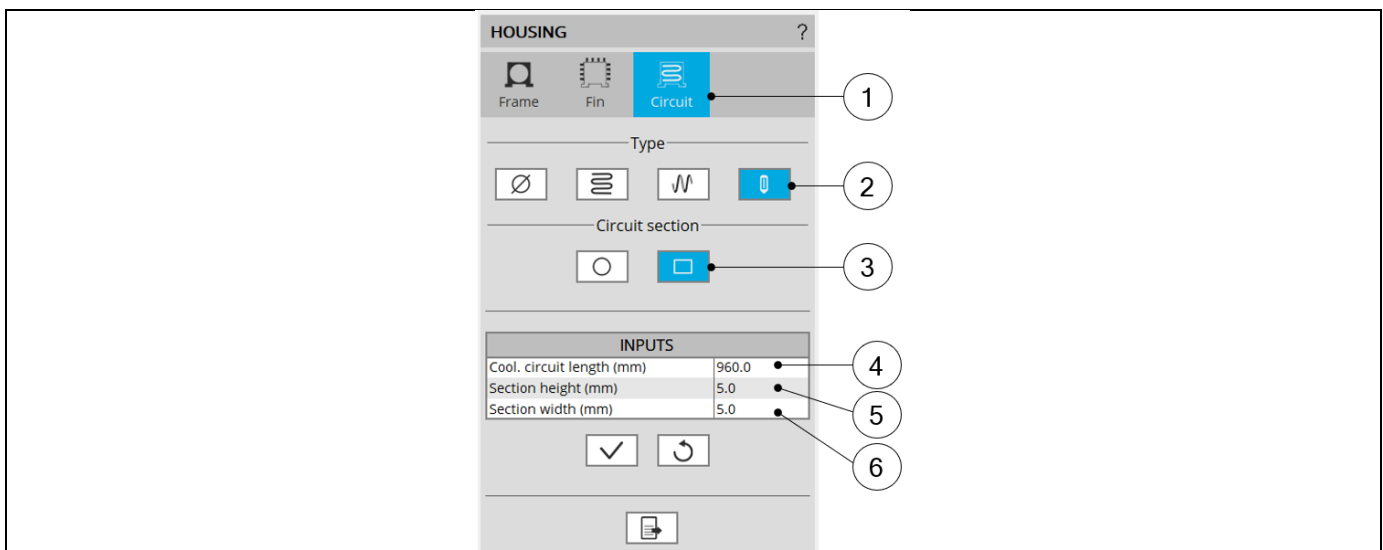 HOUSING ?
Frame Fin Circuit
1
Type
2
Circuit section
3
INPUTS
Cool. circuit length (mm) 960.0
4
Section height (mm) 5.0
5
Section width (mm) 5.0
6